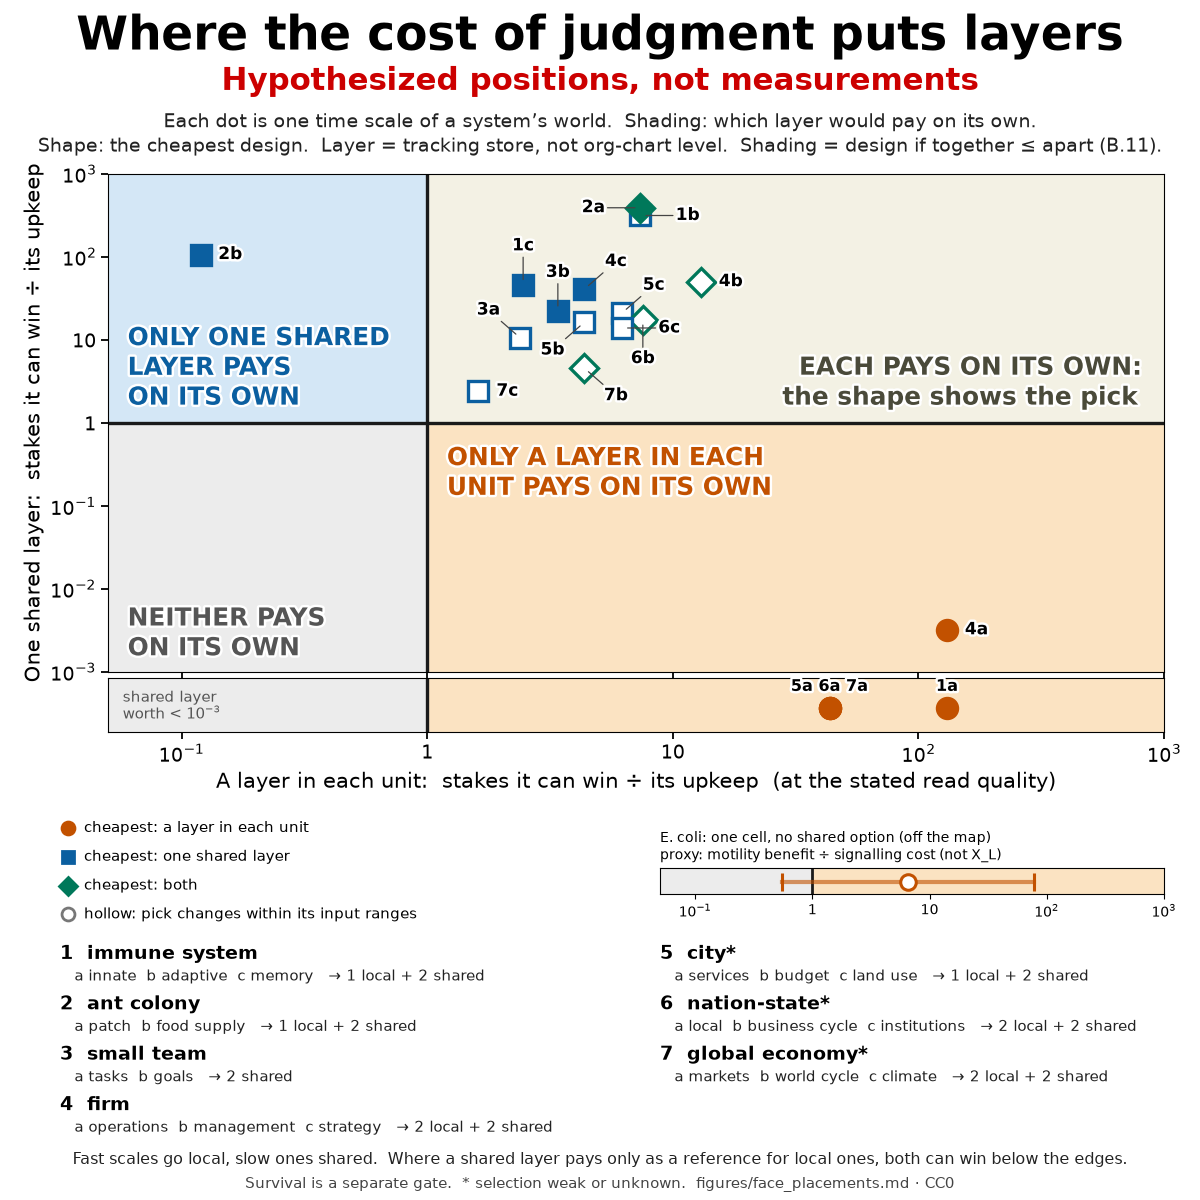 Where the cost of judgment puts layers
Hypothesized positions, not measurements
Each dot is one time scale of a system’s world.  Shading: which layer would pay on its own.
Shape: the cheapest design.  Layer = tracking store, not org-chart level.  Shading = design if together ≤ apart (B.11).
One shared layer:  stakes it can win ÷ its upkeep
10³
10²
10
1
10⁻¹
10⁻²
10⁻³
2a
1b
2b
1c
3b
4c
5c
4b
3a
5b
6c
6b
7c
7b
ONLY ONE SHARED
LAYER PAYS
ON ITS OWN
EACH PAYS ON ITS OWN:
the shape shows the pick
ONLY A LAYER IN EACH
UNIT PAYS ON ITS OWN
NEITHER PAYS
ON ITS OWN
4a
5a 6a 7a
1a
shared layer
worth < 10⁻³
10⁻¹
1
10
10²
10³
A layer in each unit:  stakes it can win ÷ its upkeep  (at the stated read quality)
cheapest: a layer in each unit
cheapest: one shared layer
cheapest: both
hollow: pick changes within its input ranges
E. coli: one cell, no shared option (off the map)
proxy: motility benefit ÷ signalling cost (not X_L)
10⁻¹
1
10
10²
10³
1 immune system
a innate  b adaptive  c memory   → 1 local + 2 shared
2 ant colony
a patch  b food supply   → 1 local + 2 shared
3 small team
a tasks  b goals   → 2 shared
4 firm
a operations  b management  c strategy   → 2 local + 2 shared
5 city*
a services  b budget  c land use   → 1 local + 2 shared
6 nation-state*
a local  b business cycle  c institutions   → 2 local + 2 shared
7 global economy*
a markets  b world cycle  c climate   → 2 local + 2 shared
Fast scales go local, slow ones shared.  Where a shared layer pays only as a reference for local ones, both can win below the edges.
Survival is a separate gate.  * selection weak or unknown.  figures/face_placements.md · CC0